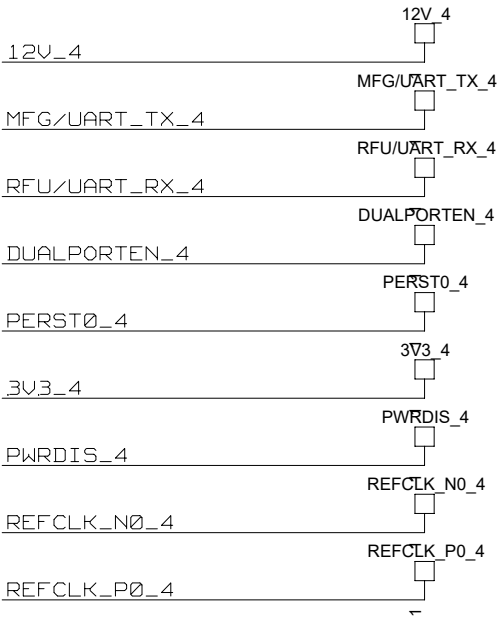 12V_4
12V_4
MFG/UART_TX_4
MFG/UART_TX_4
RFU/UART_RX_4
RFU/UART_RX_4
DUALPORTEN_4
DUALPORTEN_4
PERST0_4
PERST0_4
3V3_4
3V3_4
PWRDIS_4
PWRDIS_4
REFCLK_N0_4
REFCLK_N0_4
REFCLK_P0_4
REFCLK_P0_4
1